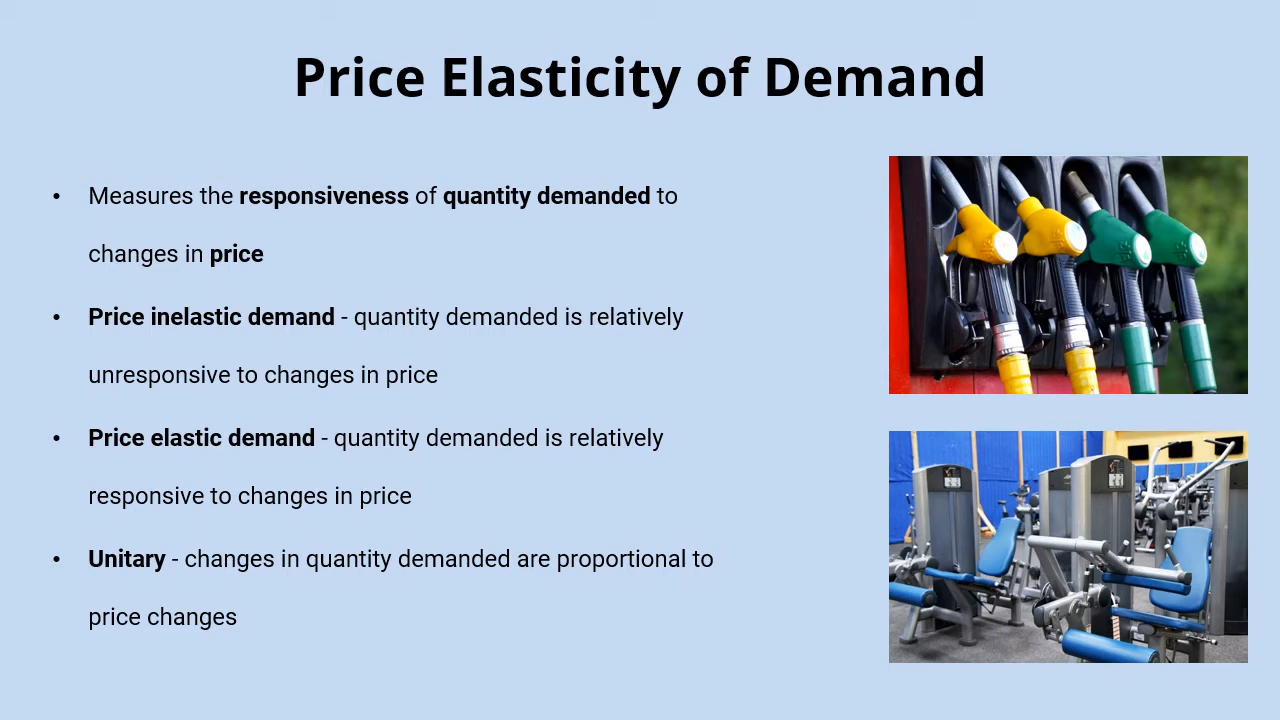 Price Elasticity of Demand
• Measures the responsiveness of quantity demanded to
changes in price
• Price inelastic demand - quantity demanded is relatively
unresponsive to changes in price
• Price elastic demand - quantity demanded is relatively
responsive to changes in price
• Unitary - changes in quantity demanded are proportional to
price changes